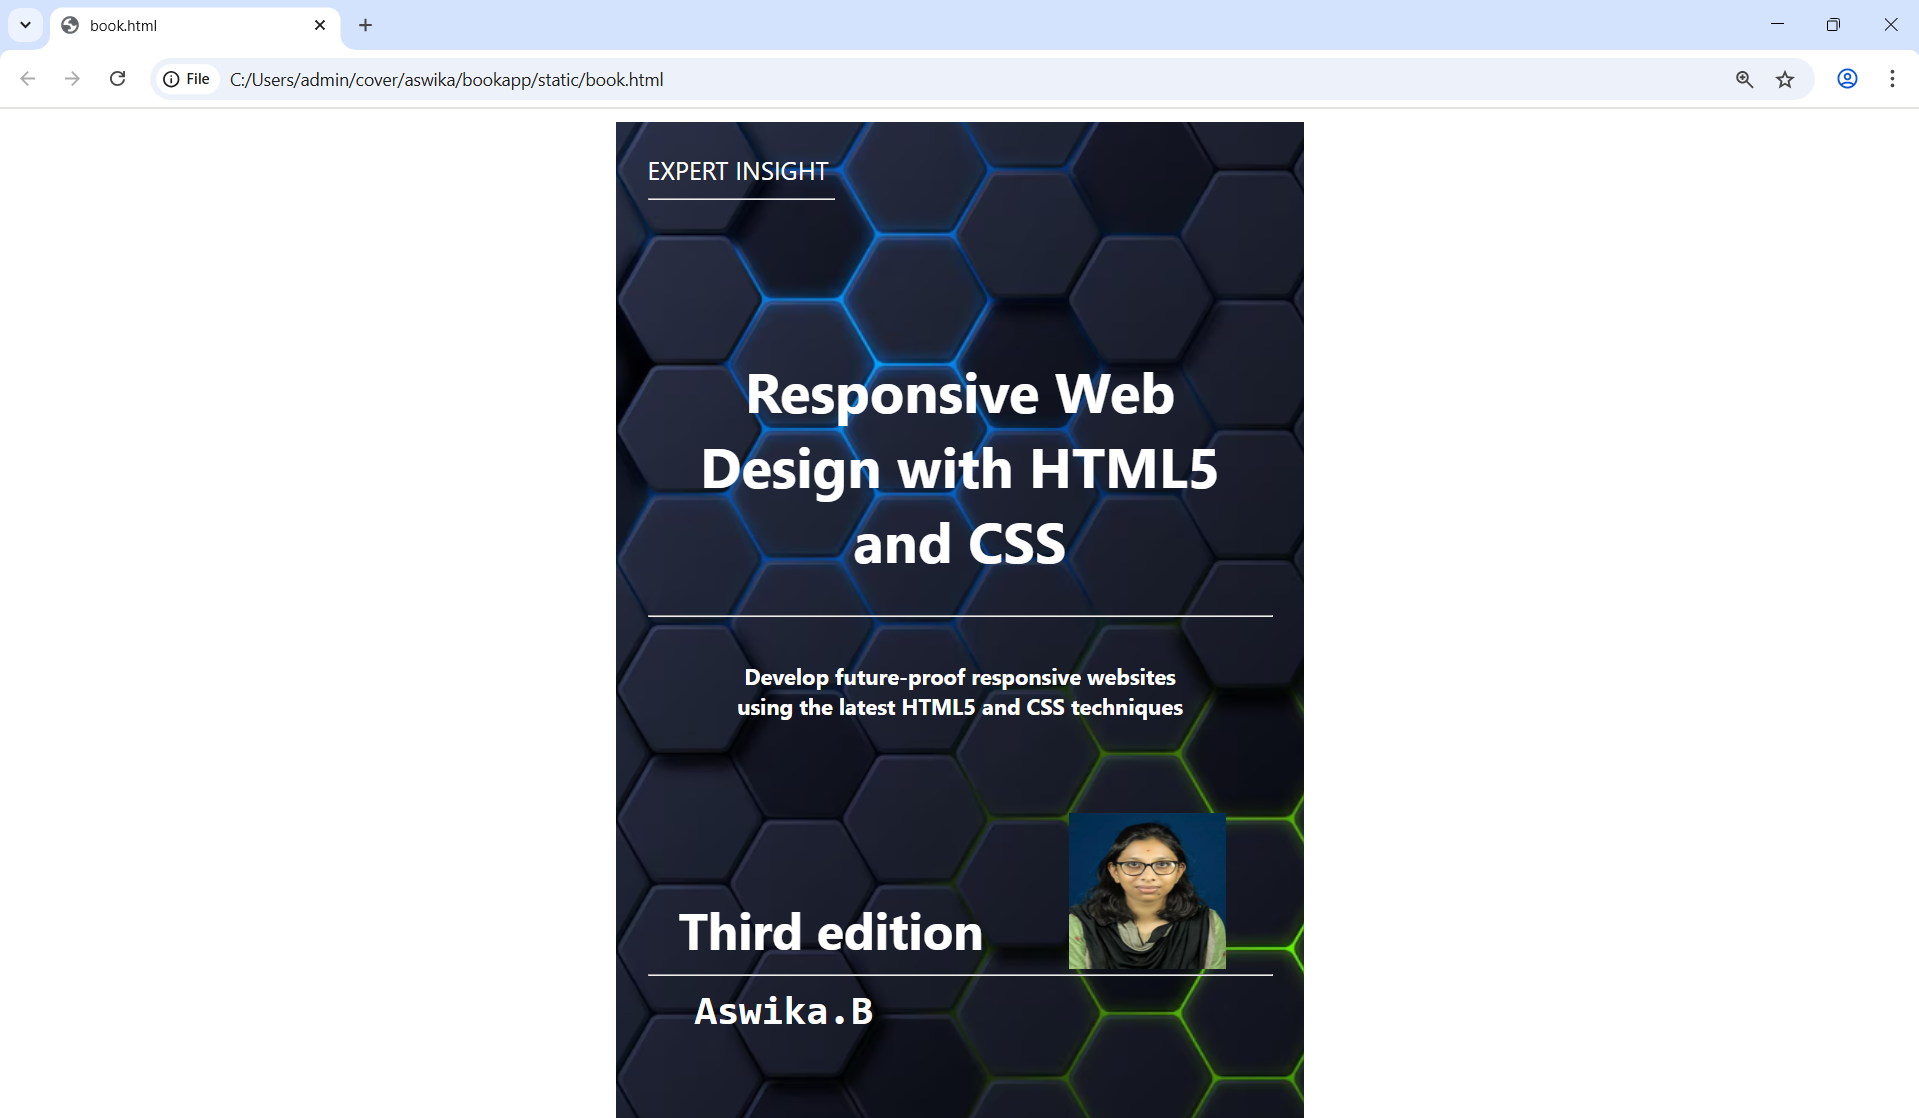 book.html
File
C:/Users/admin/cover/aswika/bookapp/static/book.html
EXPERT INSIGHT
Responsive Web
Design with HTML5
and CSS
Develop future-proof responsive websites
using the latest HTML5 and CSS techniques
Third edition
Aswika.B